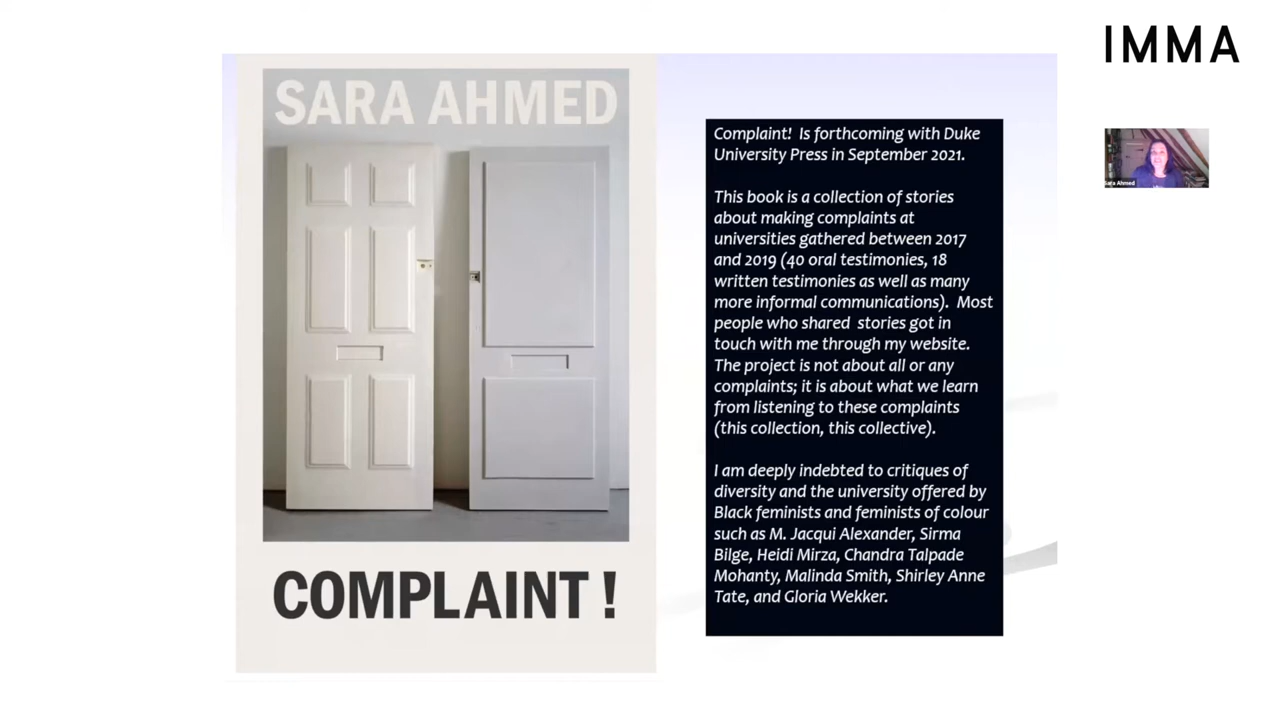 IMMA
SARA AHMED
COMPLAINT !
Complaint!  Is forthcoming with Duke
University Press in September 2021.
This book is a collection of stories
about making complaints at
universities gathered between 2017
and 2019 (40 oral testimonies, 18
written testimonies as well as many
more informal communications).  Most
people who shared  stories got in
touch with me through my website.
The project is not about all or any
complaints; it is about what we learn
from listening to these complaints
(this collection, this collective).
I am deeply indebted to critiques of
diversity and the university offered by
Black feminists and feminists of colour
such as M. Jacqui Alexander, Sirma
Bilge, Heidi Mirza, Chandra Talpade
Mohanty, Malinda Smith, Shirley Anne
Tate, and Gloria Wekker.
Sara Ahmed